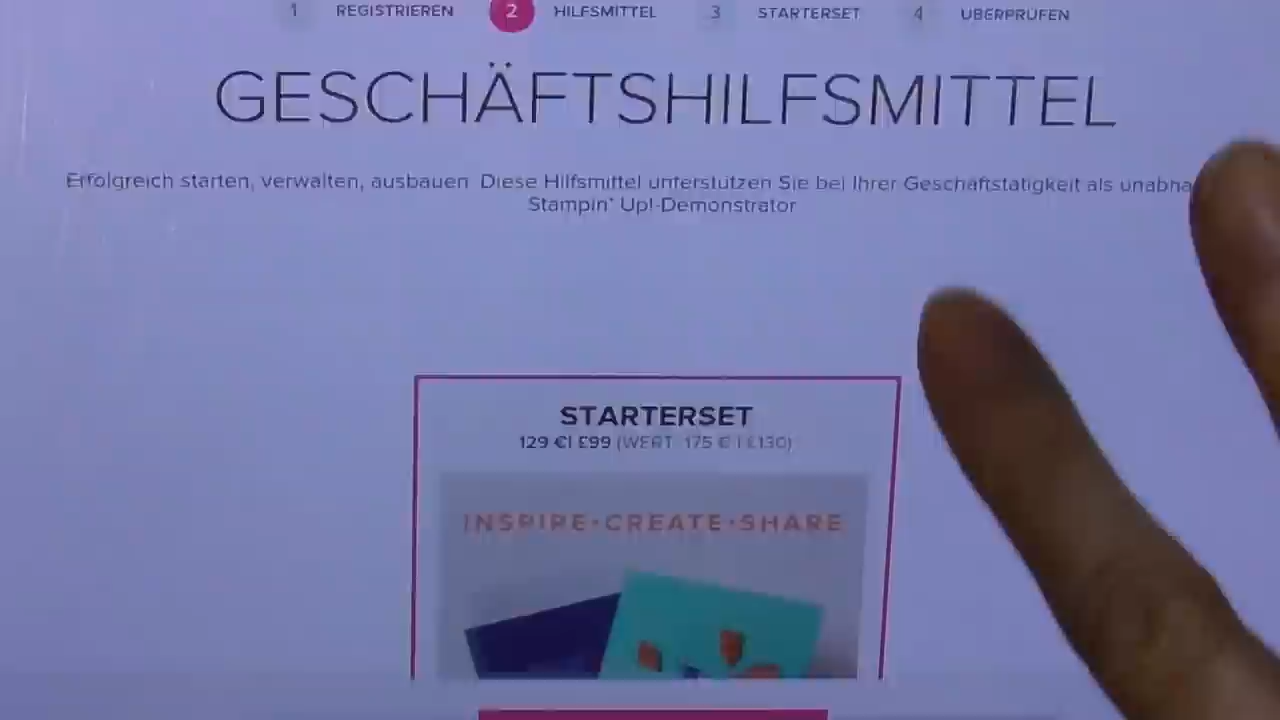 1 REGISTRIEREN 2 HILFSMITTEL 3 STARTERSET 4 ÜBERPRÜFEN
GESCHÄFTSHILFSMITTEL
Erfolgreich starten, verwalten, ausbauen. Diese Hilfsmittel unterstützen Sie bei Ihrer Geschäftstätigkeit als
Stampin' Up!-Demonstrator
STARTERSET
129 €| £99 (WERT: 175 € | £130)
INSPIRE·CREATE·SHARE